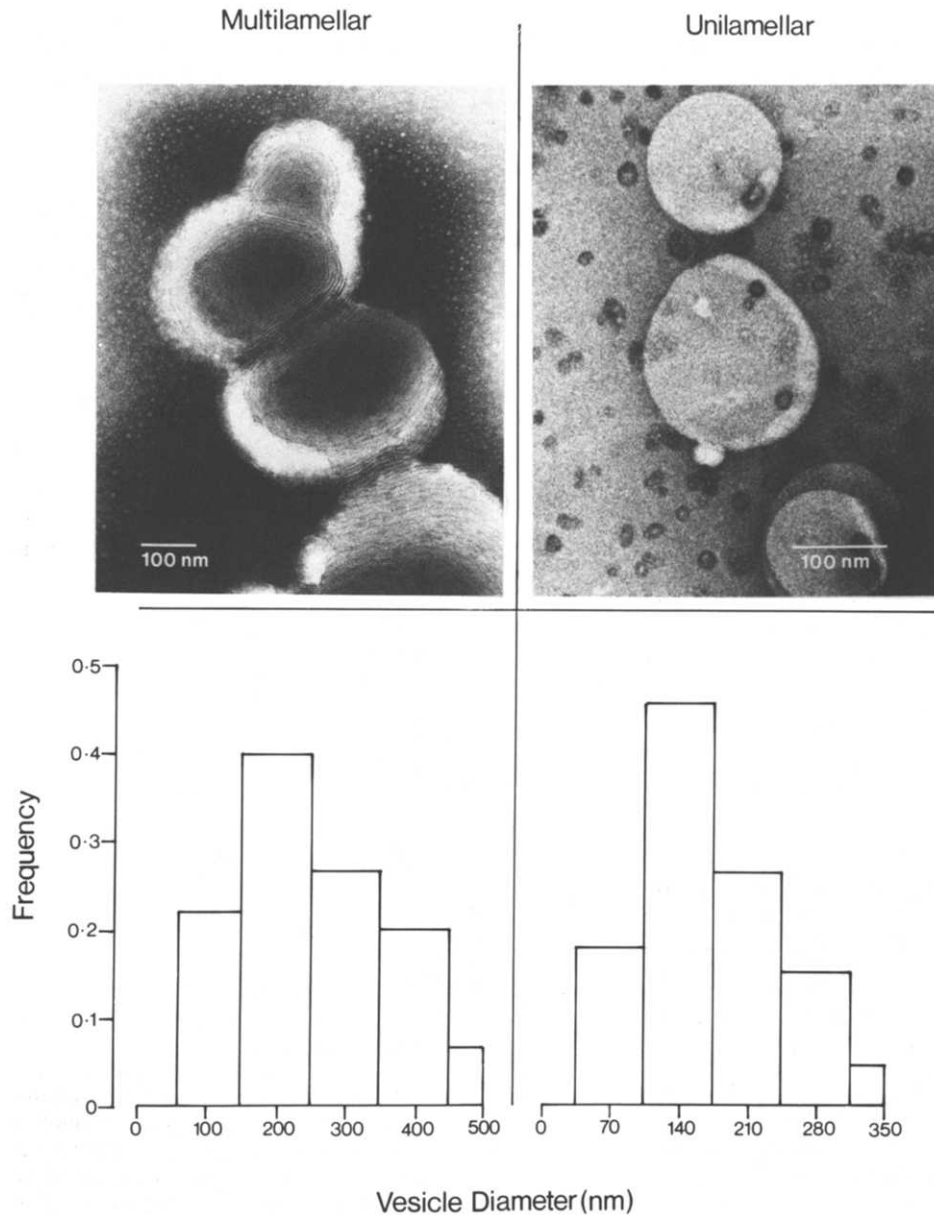 Multilamellar
Unilamellar
100 nm
100 nm
Frequency
0·5
0·4
0·3
0·2
0·1
0
0 100 200 300 400 500
0 70 140 210 280 350
Vesicle Diameter (nm)